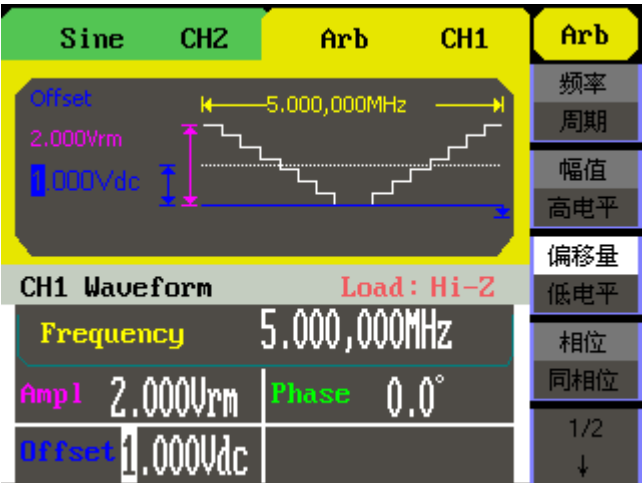 Sine CH2 Arb CH1 Arb
Offset
5.000,000MHz
2.000Vrm
1.000Vdc
频率
周期
幅值
高电平
偏移量
低电平
相位
同相位
1/2
↓
CH1 Waveform Load: Hi-Z
Frequency 5.000,000MHz
Ampl 2.000Vrm Phase 0.0°
Offset 1.000Vdc